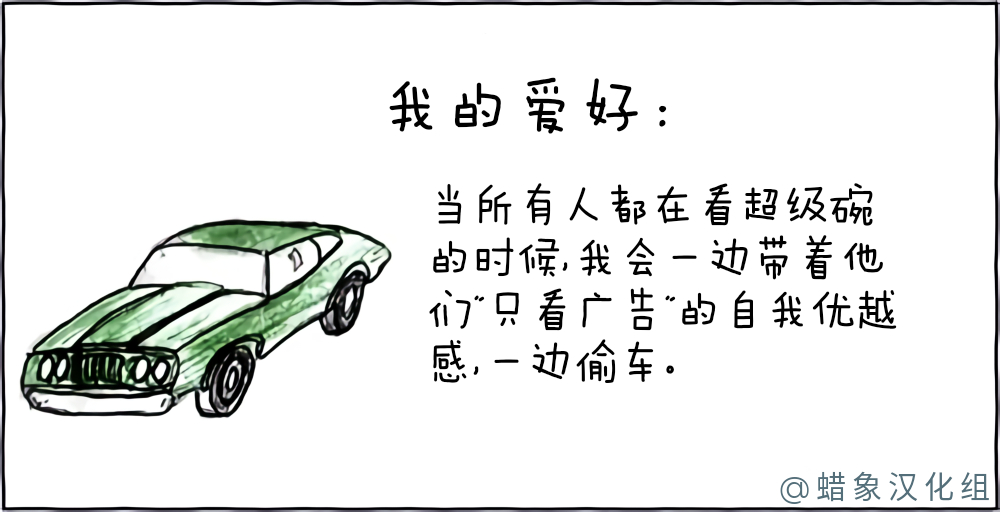 我的爱好：
当所有人都在看超级碗
的时候，我会一边带着他
们"只看广告"的自我优越
感，一边偷车。
@蜡象汉化组